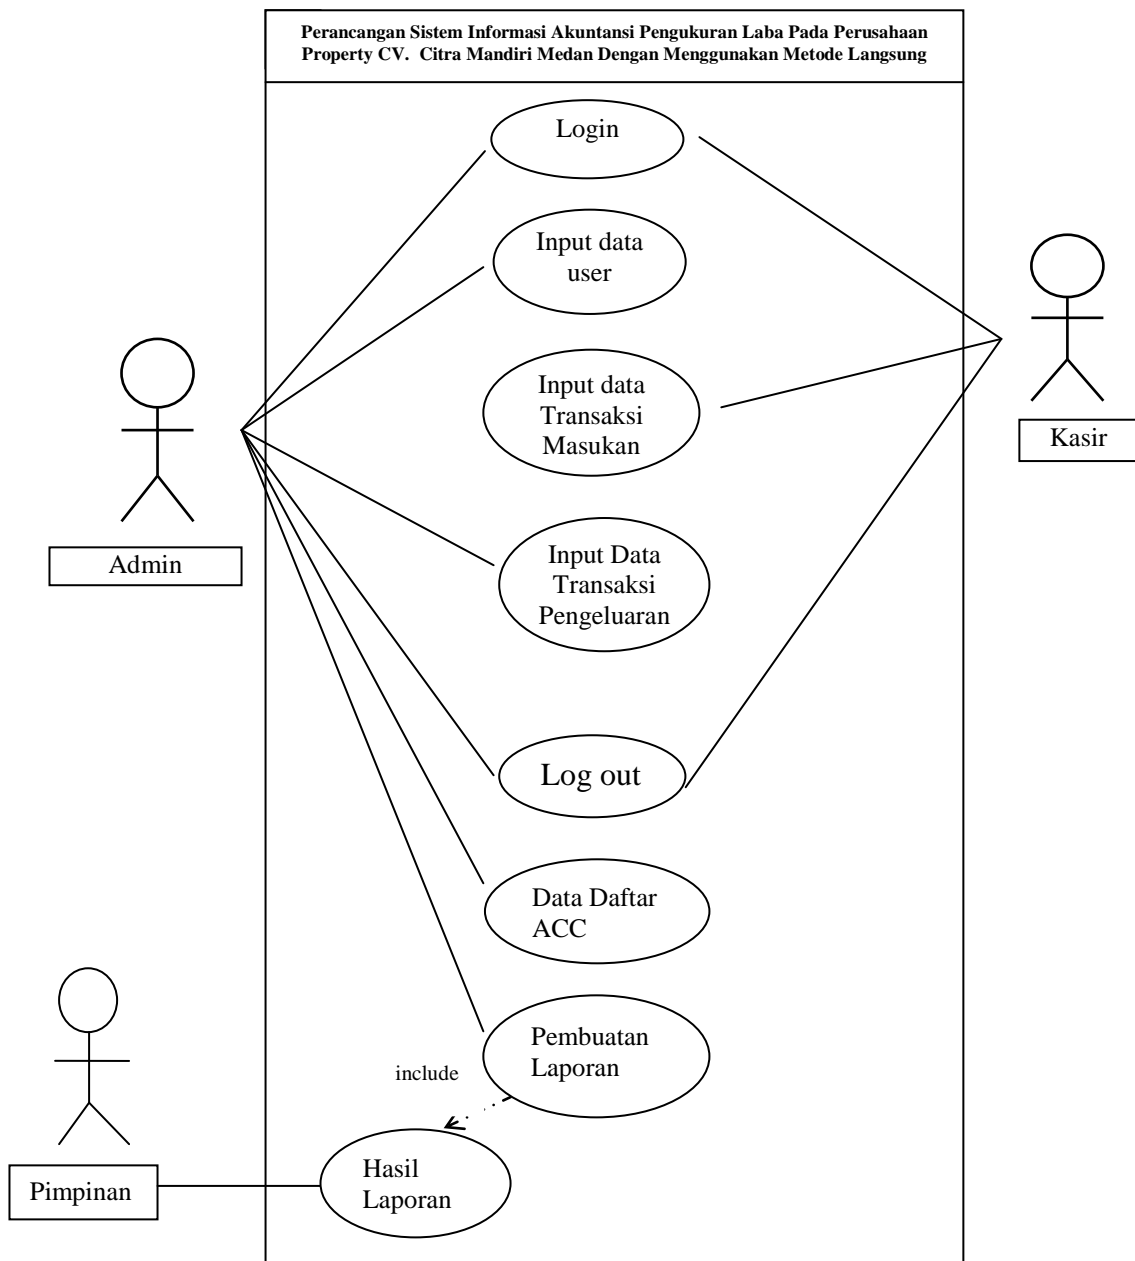 Perancangan Sistem Informasi Akuntansi Pengukuran Laba Pada Perusahaan
Property CV.  Citra Mandiri Medan Dengan Menggunakan Metode Langsung
Login
Input data
user
Input data
Transaksi
Masukan
Kasir
Input Data
Transaksi
Pengeluaran
Admin
Log out
Data Daftar
ACC
Pembuatan
Laporan
include
Hasil
Laporan
Pimpinan